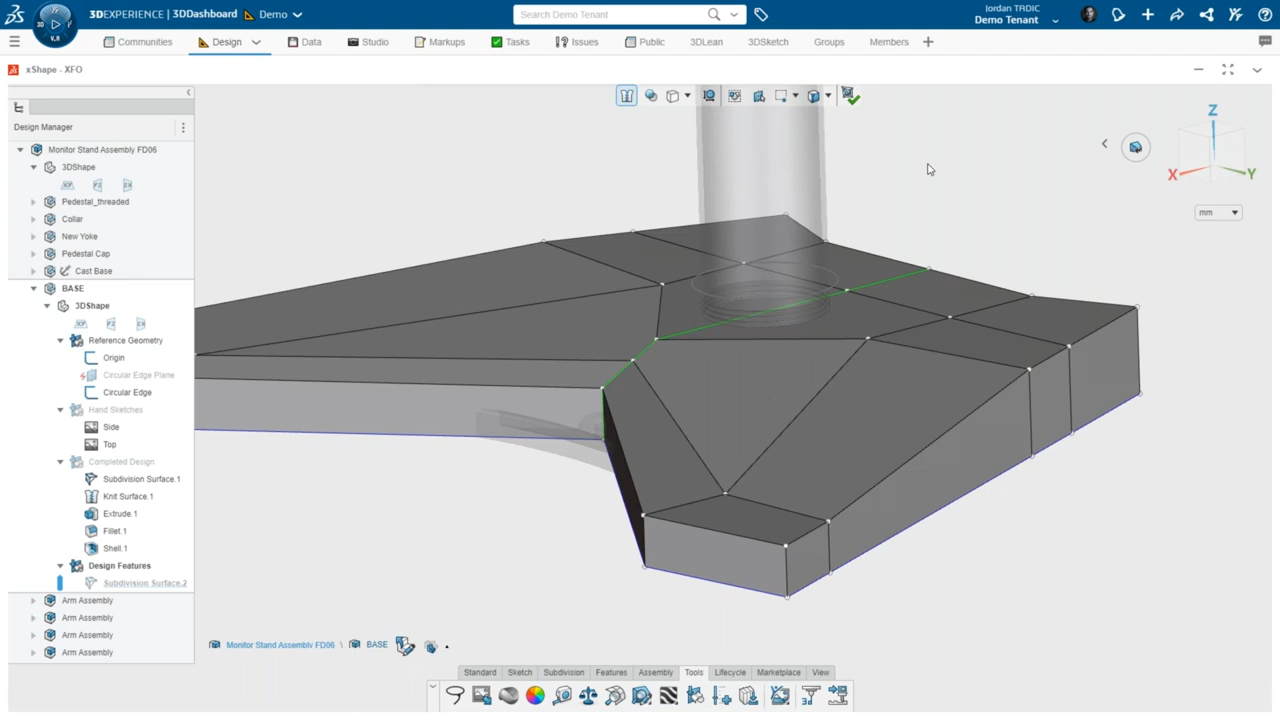 3DEXPERIENCE | 3DDashboard Demo
Search Demo Tenant
Jordan TRDIC
Demo Tenant
3D
V.R
Communities Design Data Studio Markups Tasks Issues Public 3DLean 3DSketch Groups Members
xShape - XFO
Design Manager
Monitor Stand Assembly FD06
3DShape
Pedestal_threaded
Collar
New Yoke
Pedestal Cap
Cast Base
BASE
3DShape
Reference Geometry
Origin
Circular Edge Plane
Circular Edge
Hand Sketches
Side
Top
Completed Design
Subdivision Surface.1
Knit Surface.1
Extrude.1
Fillet.1
Shell.1
Design Features
Subdivision Surface.2
Arm Assembly
Arm Assembly
Arm Assembly
Arm Assembly
Z
X
Y
mm
Monitor Stand Assembly FD06 \ BASE
Standard Sketch Subdivision Features Assembly Tools Lifecycle Marketplace View